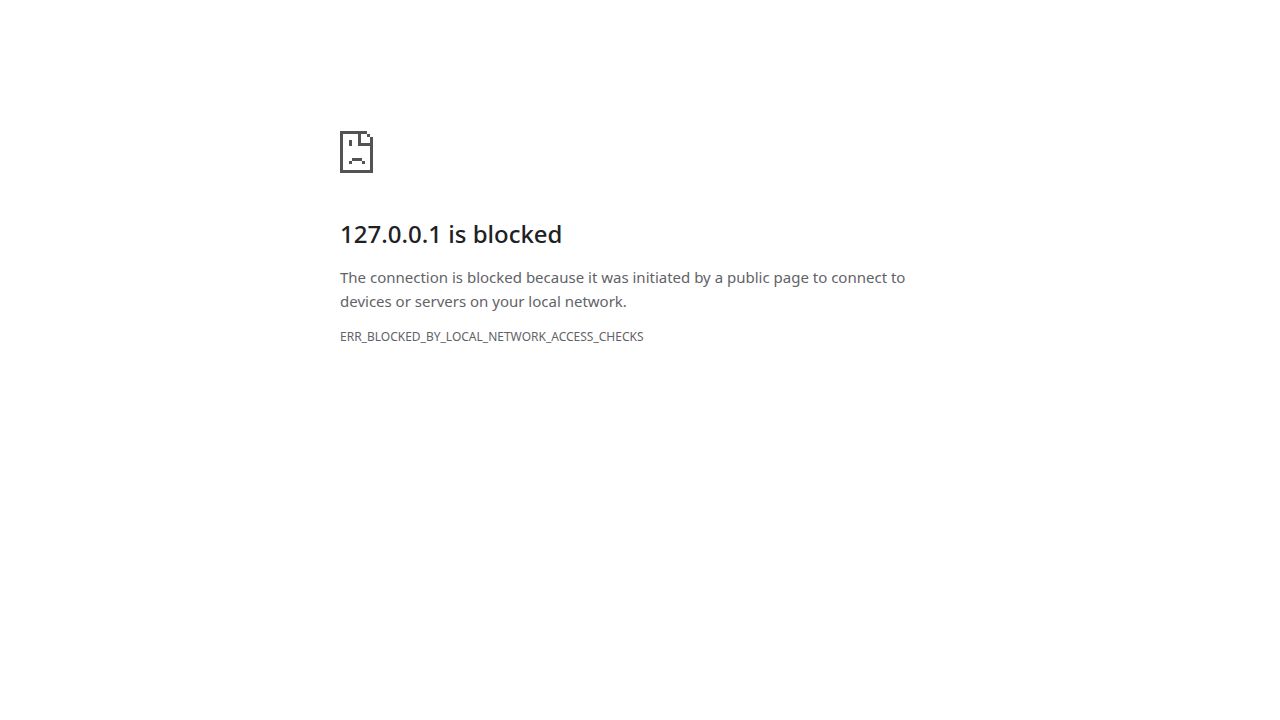 127.0.0.1 is blocked
The connection is blocked because it was initiated by a public page to connect to
devices or servers on your local network.
ERR_BLOCKED_BY_LOCAL_NETWORK_ACCESS_CHECKS